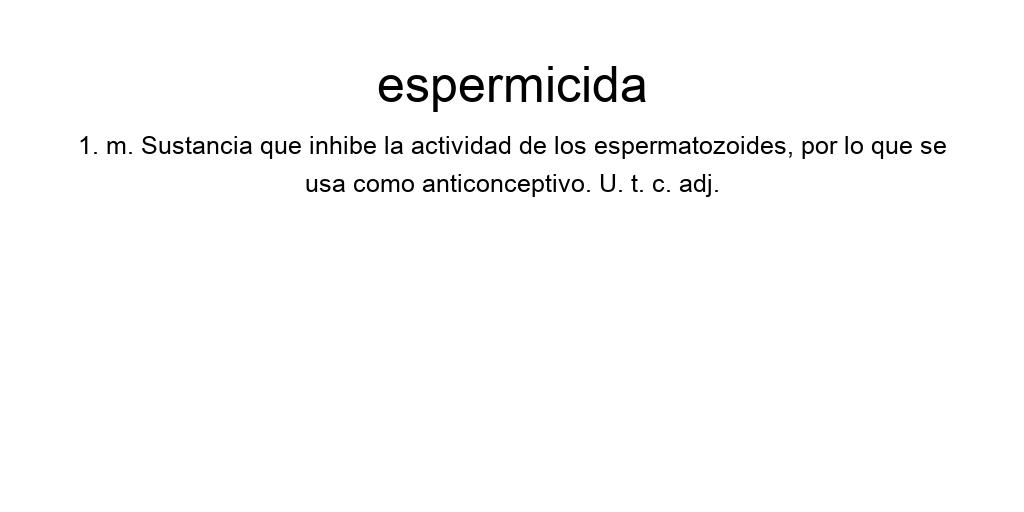 espermicida
1. m. Sustancia que inhibe la actividad de los espermatozoides, por lo que se
usa como anticonceptivo. U. t. c. adj.